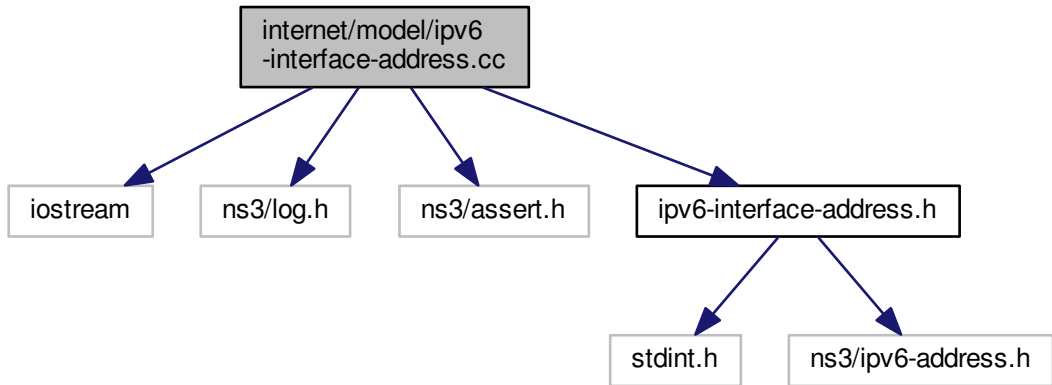 internet/model/ipv6
-interface-address.cc
iostream
ns3/log.h
ns3/assert.h
ipv6-interface-address.h
stdint.h
ns3/ipv6-address.h